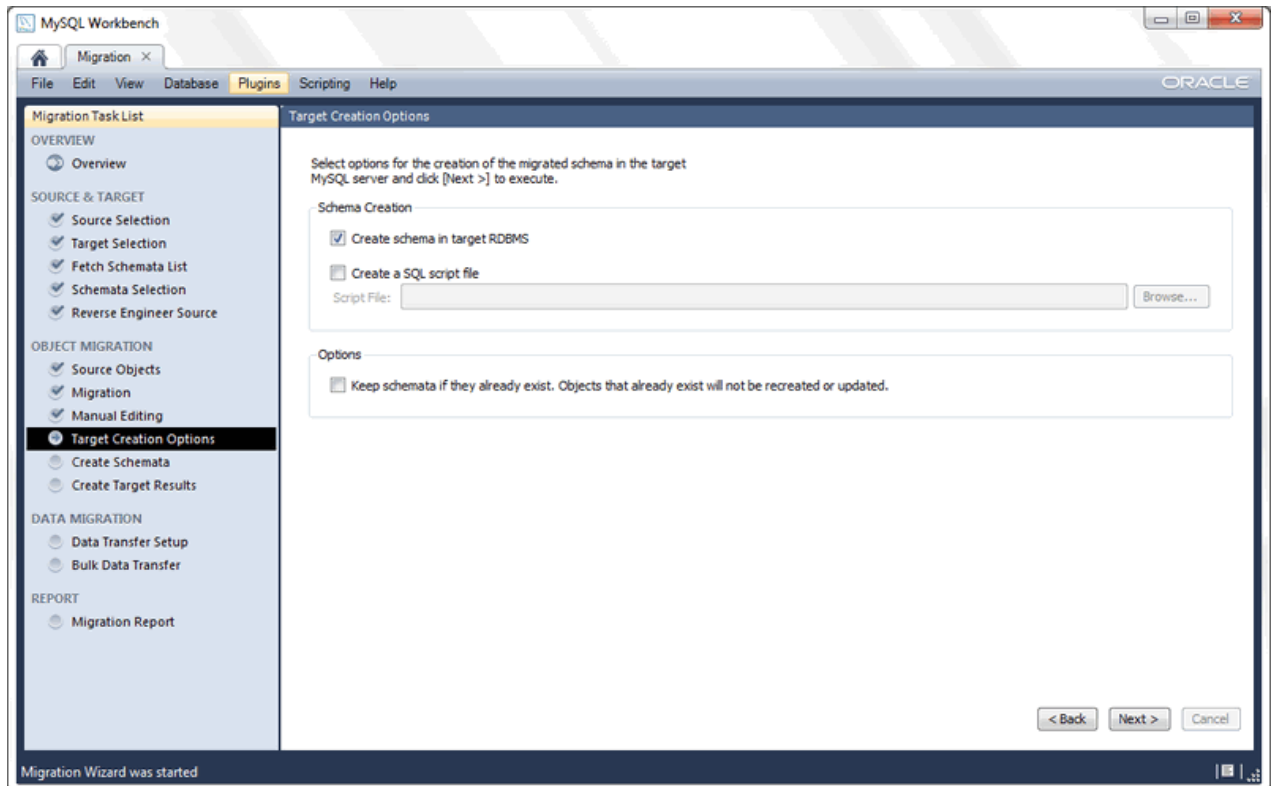 MySQL Workbench
Migration
File Edit View Database Plugins Scripting Help
ORACLE
Migration Task List
OVERVIEW
Overview
SOURCE & TARGET
Source Selection
Target Selection
Fetch Schemata List
Schemata Selection
Reverse Engineer Source
OBJECT MIGRATION
Source Objects
Migration
Manual Editing
Target Creation Options
Create Schemata
Create Target Results
DATA MIGRATION
Data Transfer Setup
Bulk Data Transfer
REPORT
Migration Report
Target Creation Options
Select options for the creation of the migrated schema in the target
MySQL server and click [Next >] to execute.
Schema Creation
Create schema in target RDBMS
Create a SQL script file
Script File: Browse...
Options
Keep schemata if they already exist. Objects that already exist will not be recreated or updated.
< Back Next > Cancel
Migration Wizard was started